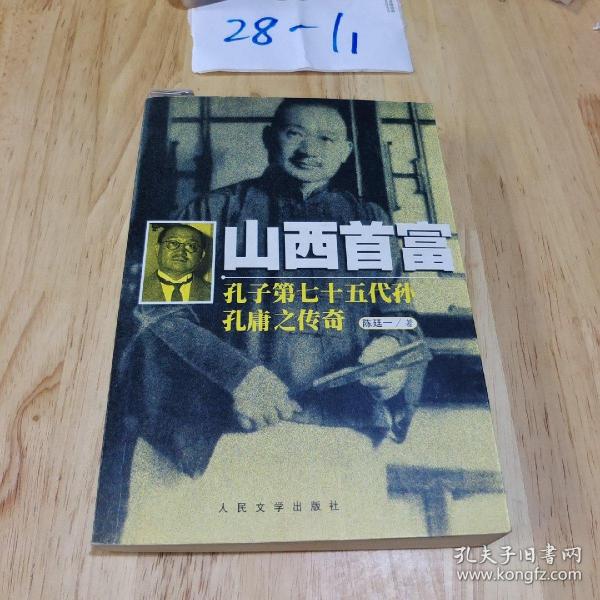 28-11
山西首富
孔子第七十五代孙
孔庸之传奇
陈廷一/著
人民文学出版社
孔夫子旧书网
www.kongfz.com